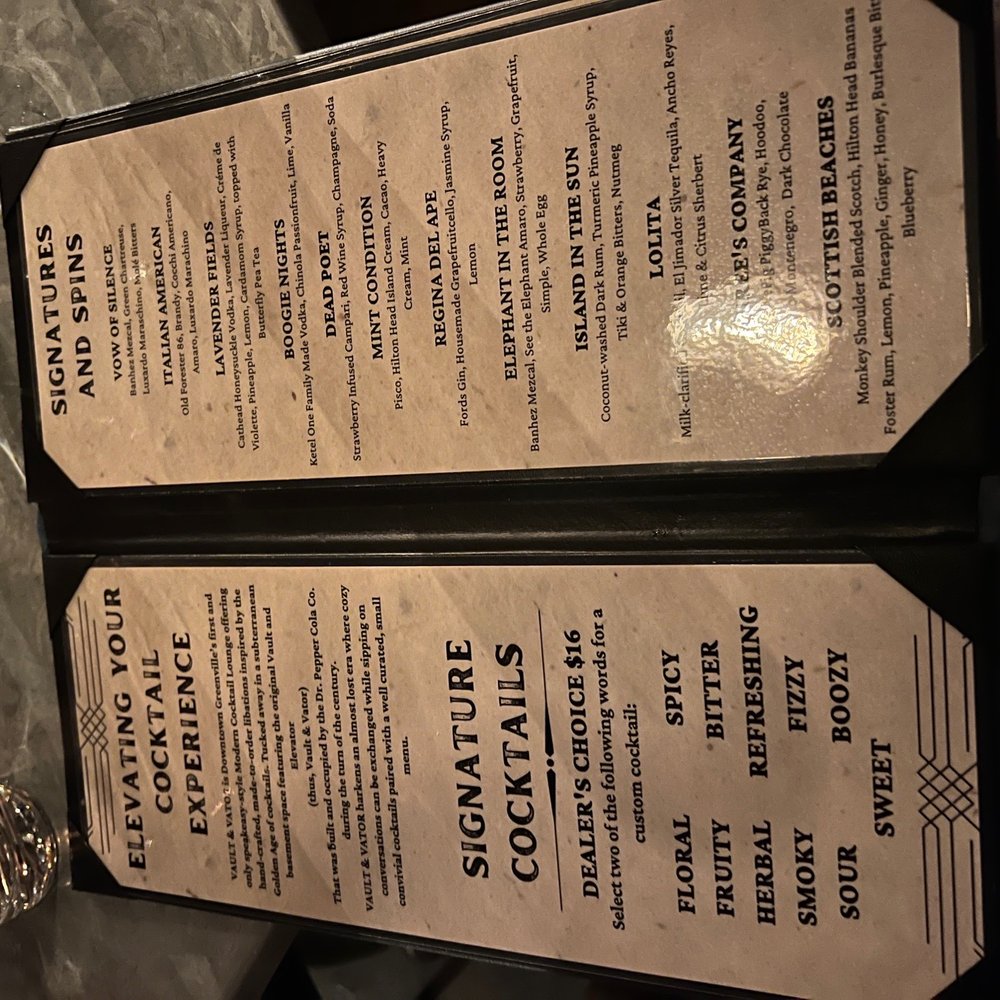 ELEVATING YOUR
COCKTAIL
EXPERIENCE
VAULT & VATOR is Downtown Greenville's first and
only speakeasy-style Modern Cocktail Lounge offering
hand-crafted, made-to-order libations inspired by the
Golden Age of cocktails. Tucked away in a subterranean
basement space featuring the original Vault and
Elevator
(thus, Vault & Vator)
That was built and occupied by the Dr. Pepper Cola Co.
during the turn of the century.
VAULT & VATOR harkens an almost lost era where cozy
conversations can be exchanged while sipping on
convivial cocktails paired with a well curated, small
menu.
SIGNATURE
COCKTAILS
DEALER'S CHOICE $16
Select two of the following words for a
custom cocktail:
FLORAL SPICY
FRUITY BITTER
HERBAL REFRESHING
SMOKY FIZZY
SOUR BOOZY
SWEET
SIGNATURES
AND SPINS
VOW OF SILENCE
Banhez Mezcal, Green Chartreuse,
Luxardo Maraschino, Molé Bitters
ITALIAN AMERICAN
Old Forester 86, Brandy, Cocchi Americano,
Amaro, Luxardo Marachino
LAVENDER FIELDS
Cathead Honeysuckle Vodka, Lavender Liqueur, Créme de
Violette, Pineapple, Lemon, Cardamom Syrup, topped with
Butterfly Pea Tea
BOOGIE NIGHTS
Ketel One Family Made Vodka, Chinola Passionfruit, Lime, Vanilla
DEAD POET
Strawberry Infused Campari, Red Wine Syrup, Champagne, Soda
MINT CONDITION
Pisco, Hilton Head Island Cream, Cacao, Heavy
Cream, Mint
REGINA DEL APE
Fords Gin, Housemade Grapefruitcello, Jasmine Syrup,
Lemon
ELEPHANT IN THE ROOM
Banhez Mezcal, See the Elephant Amaro, Strawberry, Grapefruit,
Simple, Whole Egg
ISLAND IN THE SUN
Coconut-washed Dark Rum, Turmeric Pineapple Syrup,
Tiki & Orange Bitters, Nutmeg
LOLITA
El Jimador Silver Tequila, Ancho Reyes,
& Citrus Sherbert
COMPANY
PiggyBack Rye, Hoodoo,
Montenegro, Dark Chocolate
SCOTTISH BEACHES
Monkey Shoulder Blended Scotch, Hilton Head Bananas
Foster Rum, Lemon, Pineapple, Ginger, Honey, Burlesque
Blueberry